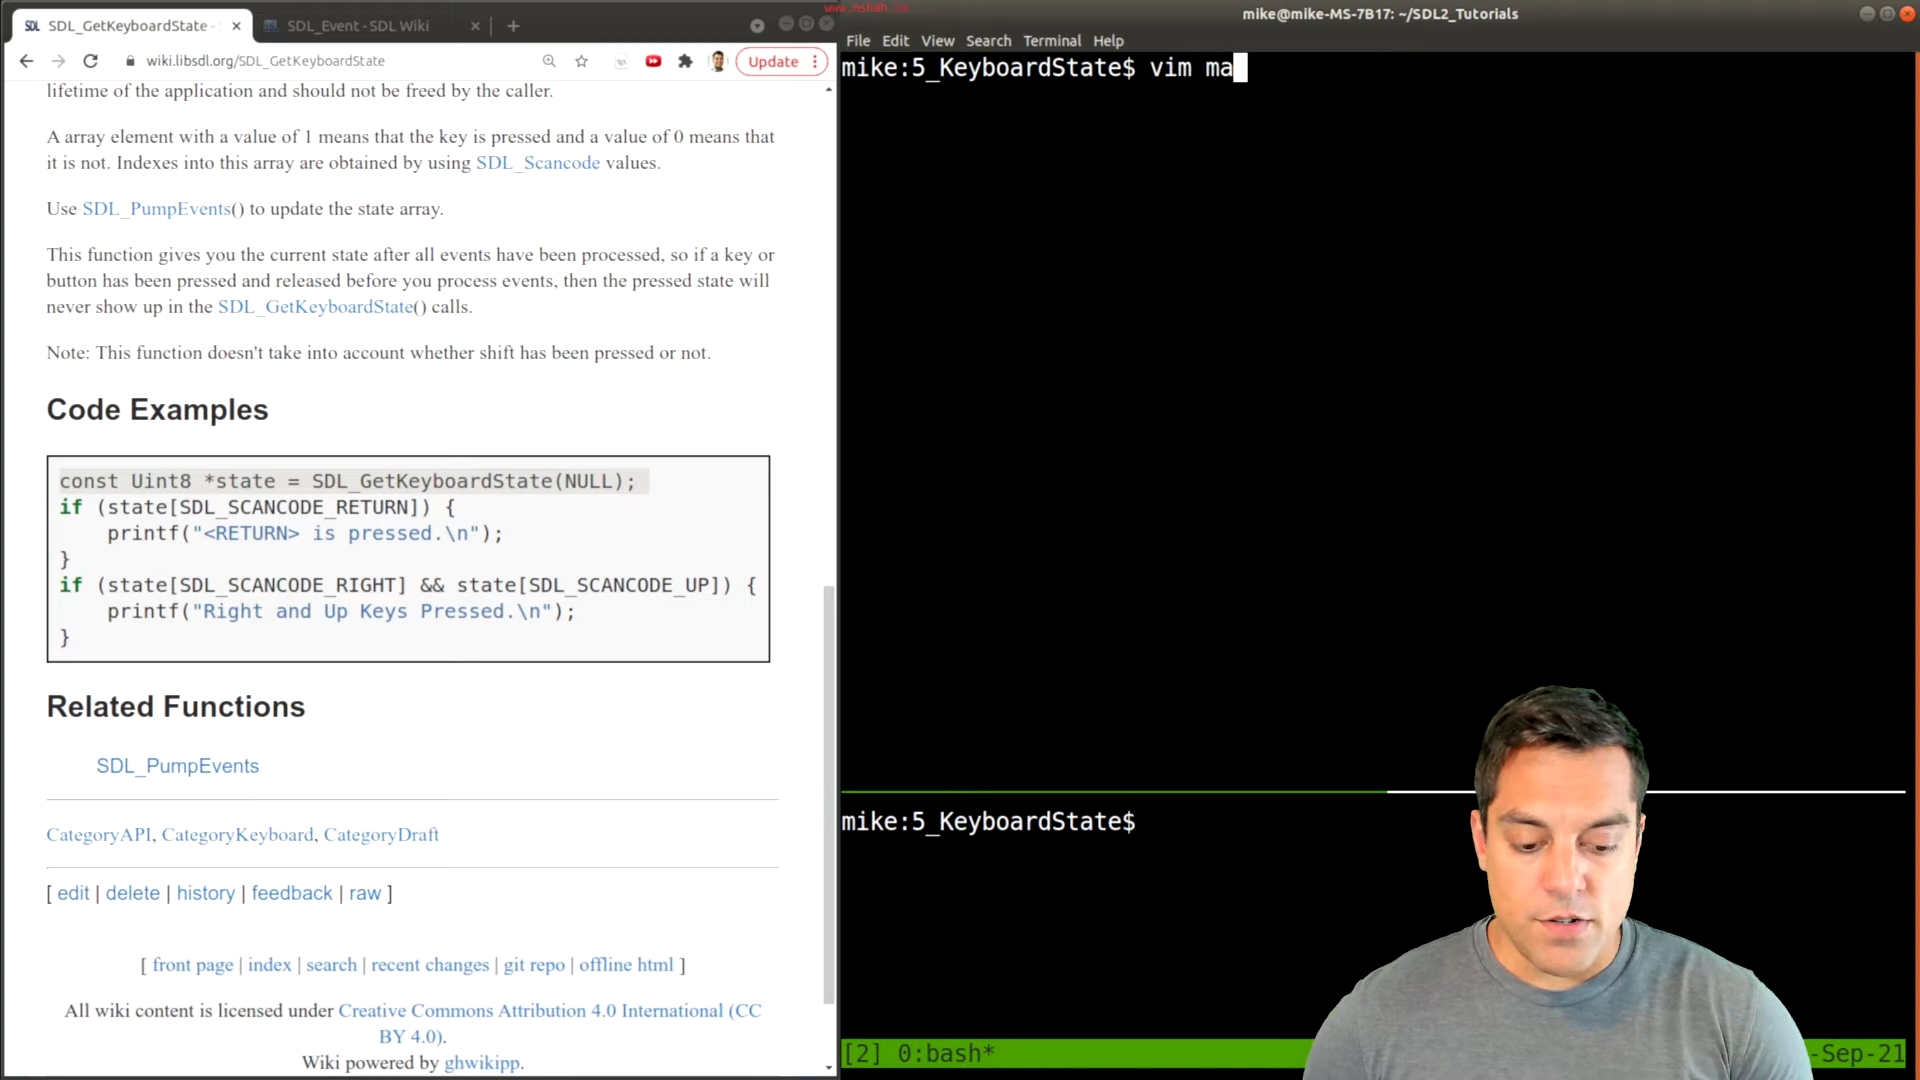 www.mshah.io
SDL_GetKeyboardState -
SDL_Event - SDL Wiki
wiki.libsdl.org/SDL_GetKeyboardState
Update
lifetime of the application and should not be freed by the caller.
A array element with a value of 1 means that the key is pressed and a value of 0 means that
it is not. Indexes into this array are obtained by using SDL_Scancode values.
Use SDL_PumpEvents() to update the state array.
This function gives you the current state after all events have been processed, so if a key or
button has been pressed and released before you process events, then the pressed state will
never show up in the SDL_GetKeyboardState() calls.
Note: This function doesn't take into account whether shift has been pressed or not.
Code Examples
const Uint8 *state = SDL_GetKeyboardState(NULL);
if (state[SDL_SCANCODE_RETURN]) {
printf("<RETURN> is pressed.\n");
}
if (state[SDL_SCANCODE_RIGHT] && state[SDL_SCANCODE_UP]) {
printf("Right and Up Keys Pressed.\n");
}
Related Functions
SDL_PumpEvents
CategoryAPI, CategoryKeyboard, CategoryDraft
[ edit | delete | history | feedback | raw ]
[ front page | index | search | recent changes | git repo | offline html ]
All wiki content is licensed under Creative Commons Attribution 4.0 International (CC
BY 4.0).
Wiki powered by ghwikipp.
mike@mike-MS-7B17: ~/SDL2_Tutorials
File Edit View Search Terminal Help
mike:5_KeyboardState$ vim ma
mike:5_KeyboardState$
[2] 0:bash*
-Sep-21